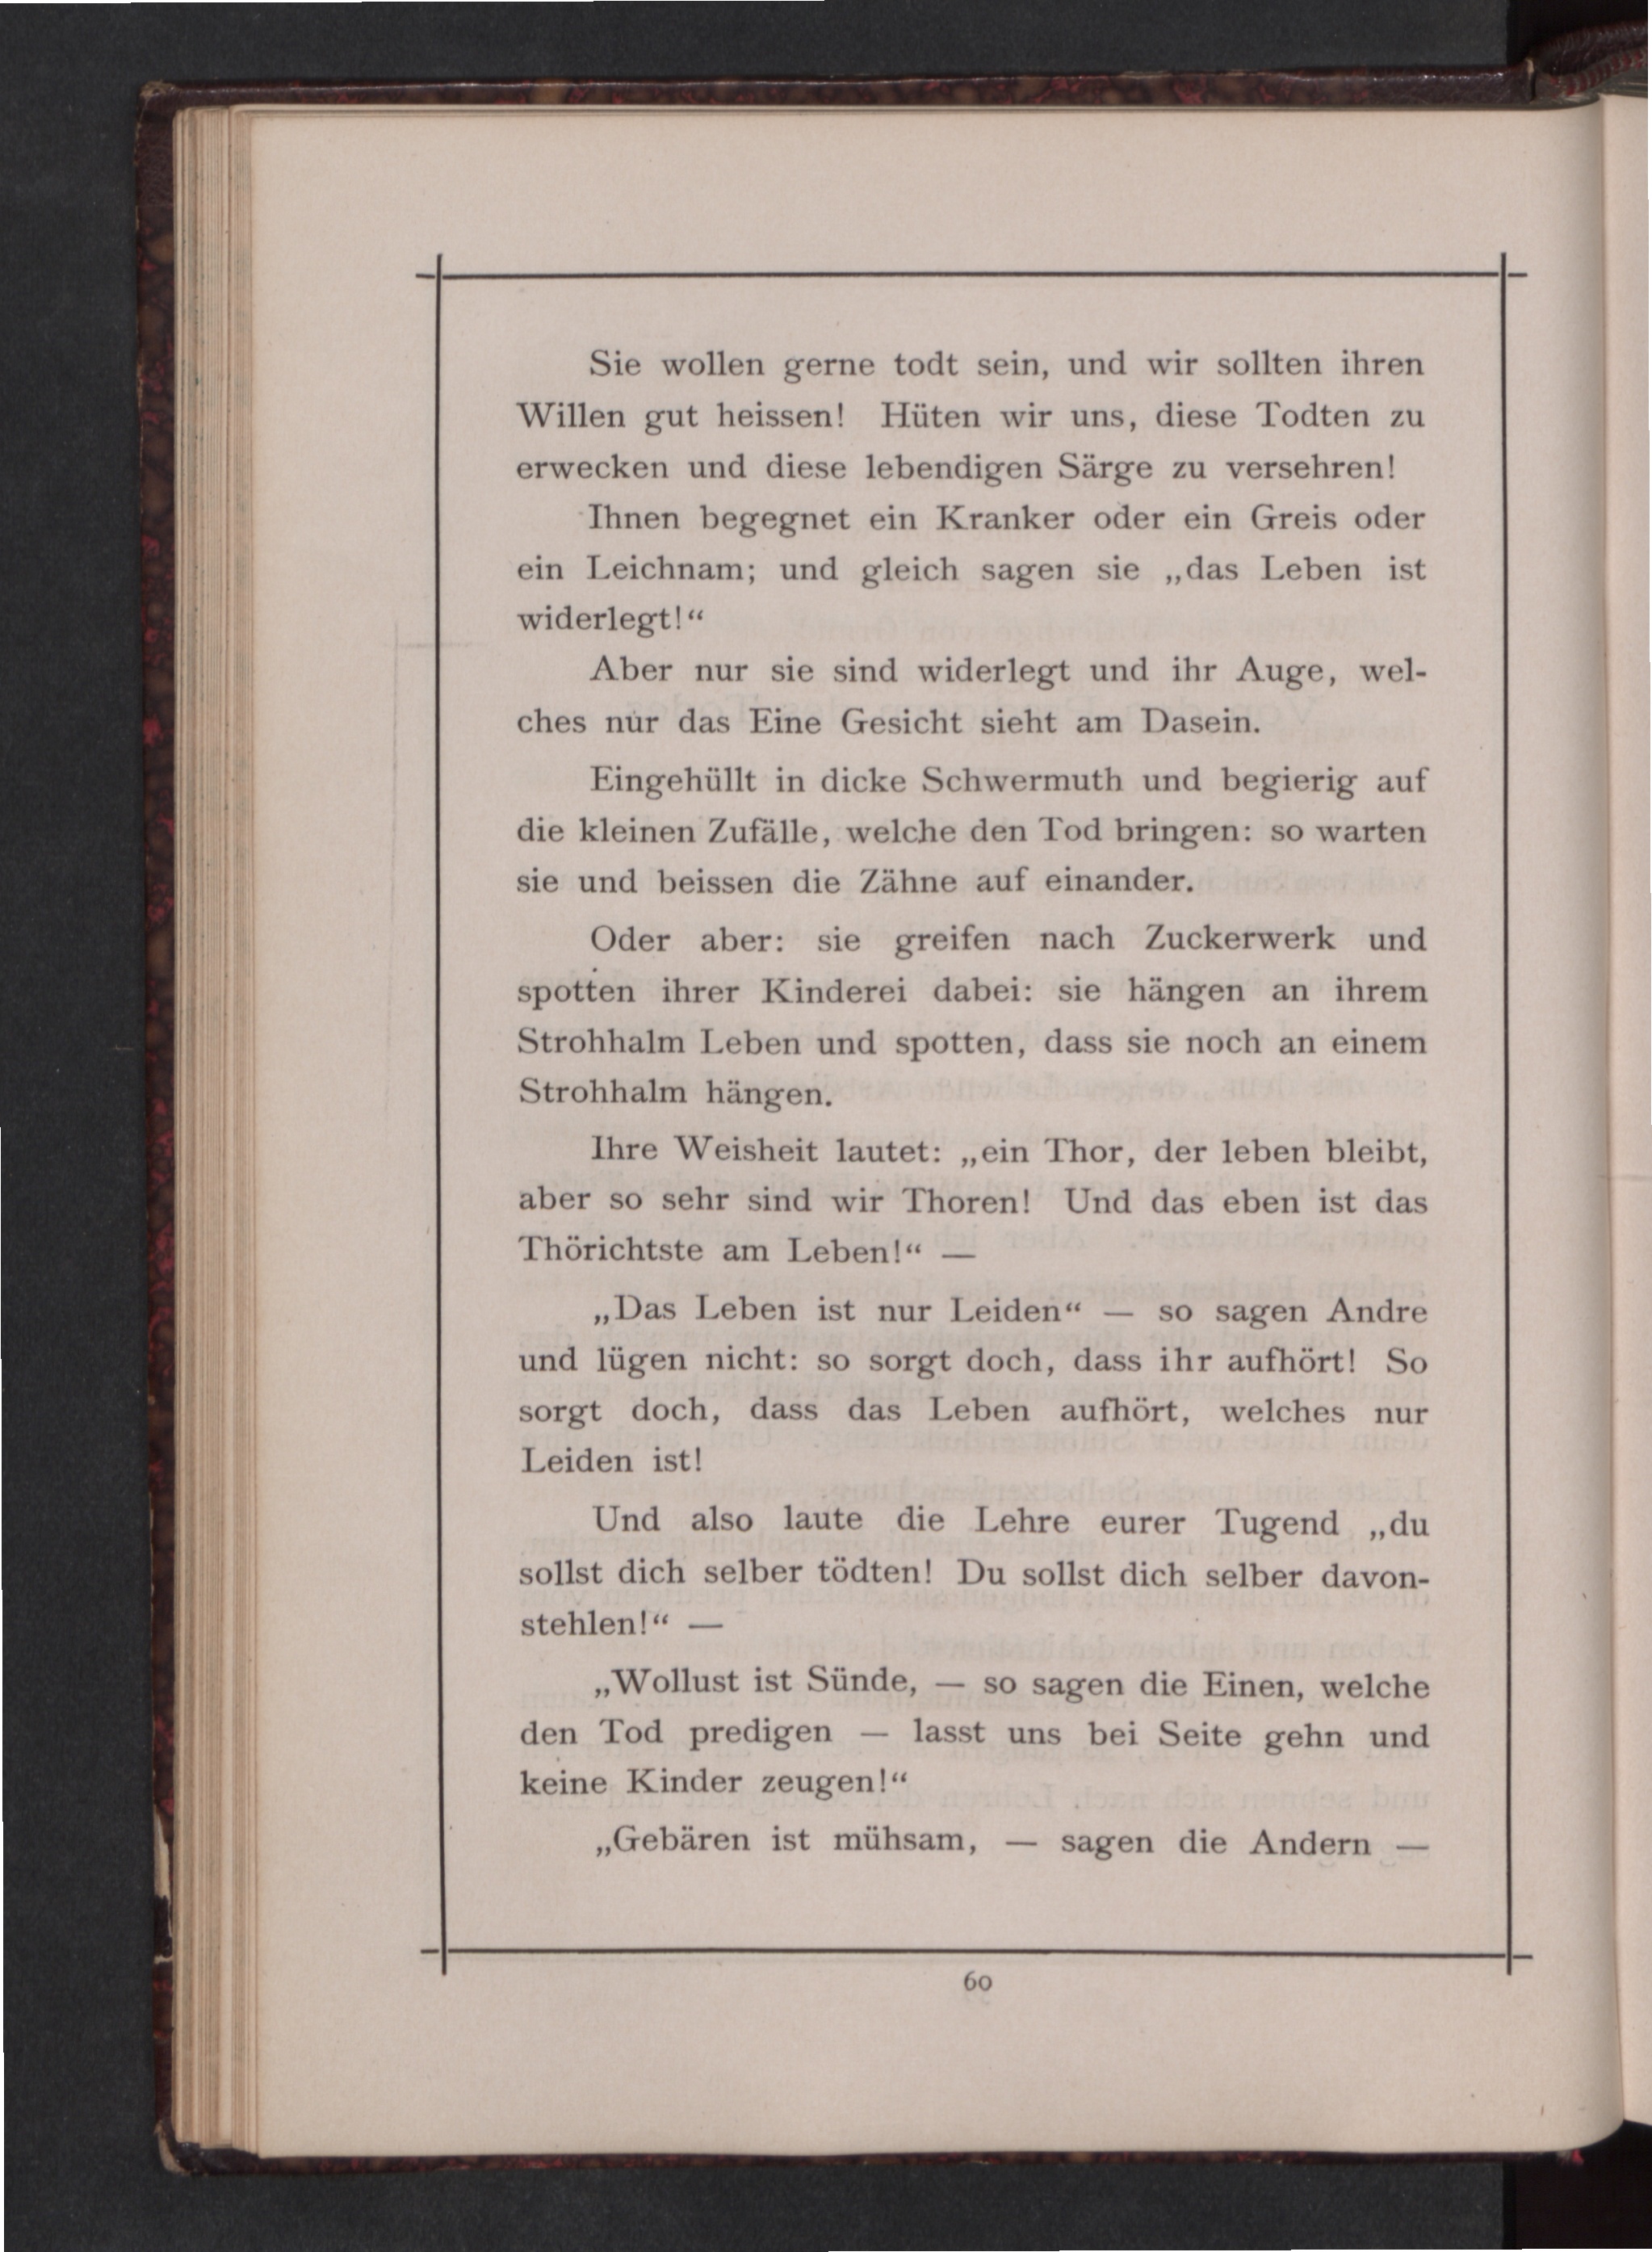 Sie wollen gerne todt sein, und wir sollten ihren
Willen gut heissen! Hüten wir uns, diese Todten zu
erwecken und diese lebendigen Särge zu versehren!
Ihnen begegnet ein Kranker oder ein Greis oder
ein Leichnam; und gleich sagen sie „das Leben ist
widerlegt!“
Aber nur sie sind widerlegt und ihr Auge, wel-
ches nur das Eine Gesicht sieht am Dasein.
Eingehüllt in dicke Schwermuth und begierig auf
die kleinen Zufälle, welche den Tod bringen: so warten
sie und beissen die Zähne auf einander.
Oder aber: sie greifen nach Zuckerwerk und
spotten ihrer Kinderei dabei: sie hängen an ihrem
Strohhalm Leben und spotten, dass sie noch an einem
Strohhalm hängen.
Ihre Weisheit lautet: „ein Thor, der leben bleibt,
aber so sehr sind wir Thoren! Und das eben ist das
Thörichtste am Leben!“ —
„Das Leben ist nur Leiden“ — so sagen Andre
und lügen nicht: so sorgt doch, dass ihr aufhört! So
sorgt doch, dass das Leben aufhört, welches nur
Leiden ist!
Und also laute die Lehre eurer Tugend „du
sollst dich selber tödten! Du sollst dich selber davon-
stehlen!“ —
„Wollust ist Sünde, — so sagen die Einen, welche
den Tod predigen — lasst uns bei Seite gehn und
keine Kinder zeugen!“
„Gebären ist mühsam, — sagen die Andern —
60